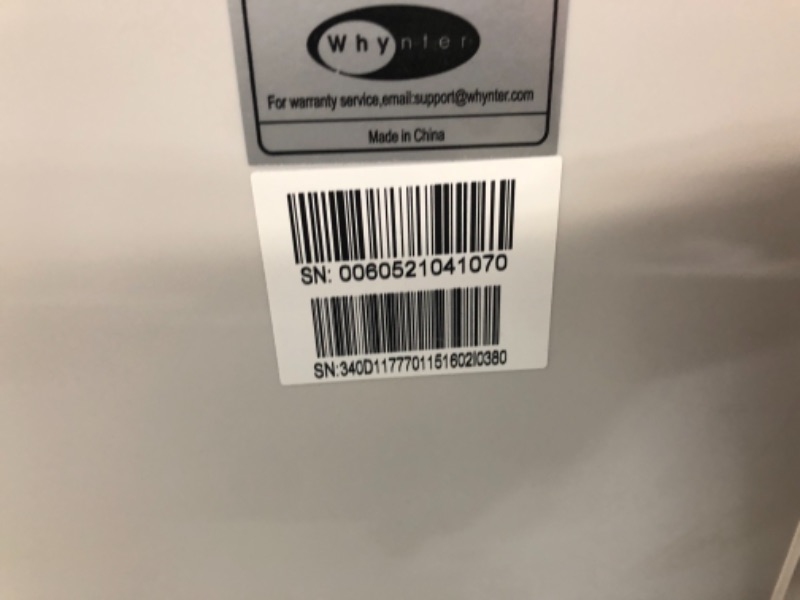 Whynter
For warranty service,email:support@whynter.com
Made in China
SN: 0060521041070
SN:340D1177701151602I0380